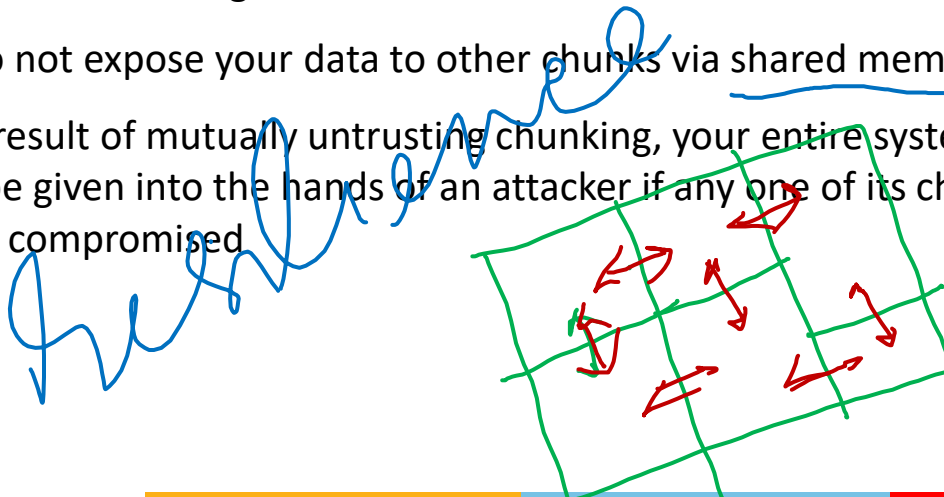 not expose your data to other chunks via shared mem
result of mutually untrusting chunking, your entire syste
be given into the hands of an attacker if any one of its ch
compromised